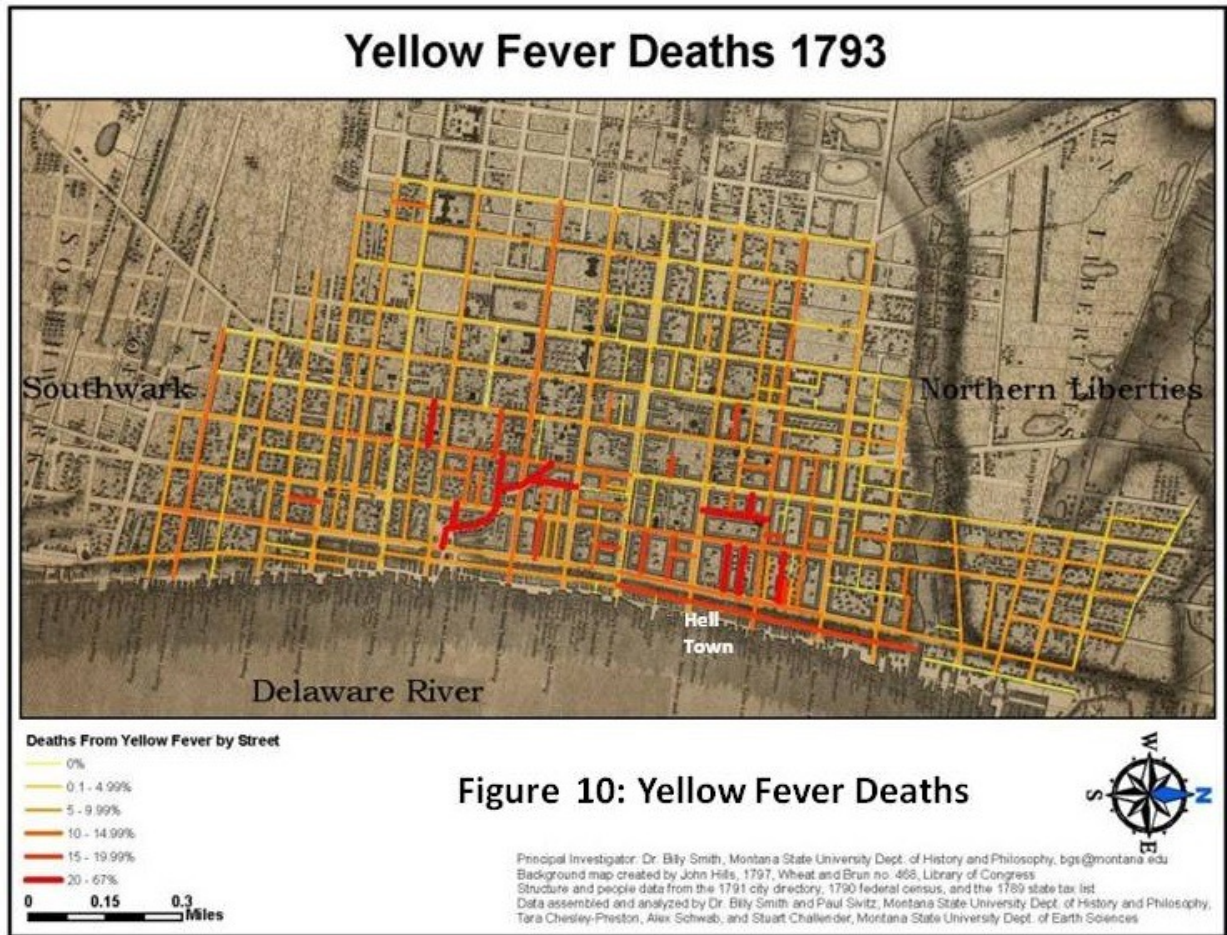 Yellow Fever Deaths 1793
Tenth Street
Southwark
Northern Liberties
Hell
Town
Delaware River
Deaths From Yellow Fever by Street
0%
0.1 - 4.99%
5 - 9.99%
10 - 14.99%
15 - 19.99%
20 - 67%
0 0.15 0.3
Miles
Figure 10: Yellow Fever Deaths
W
S N
E
Principal Investigator: Dr. Billy Smith, Montana State University Dept. of History and Philosophy, bgs@montana.edu
Background map created by John Hills, 1797, Wheat and Brun no. 468, Library of Congress
Structure and people data from the 1791 city directory, 1790 federal census, and the 1789 state tax list
Data assembled and analyzed by Dr. Billy Smith and Paul Sivitz, Montana State University Dept. of History and Philosophy,
Tara Chesley-Preston, Alex Schwab, and Stuart Challender, Montana State University Dept. of Earth Sciences